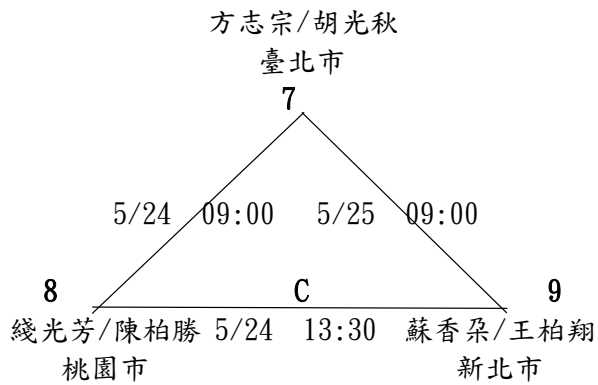 方志宗/胡光秋
臺北市
7
5/24 09:00 5/25 09:00
8 C 9
綫光芳/陳柏勝 5/24 13:30 蘇香朶/王柏翔
桃園市 新北市